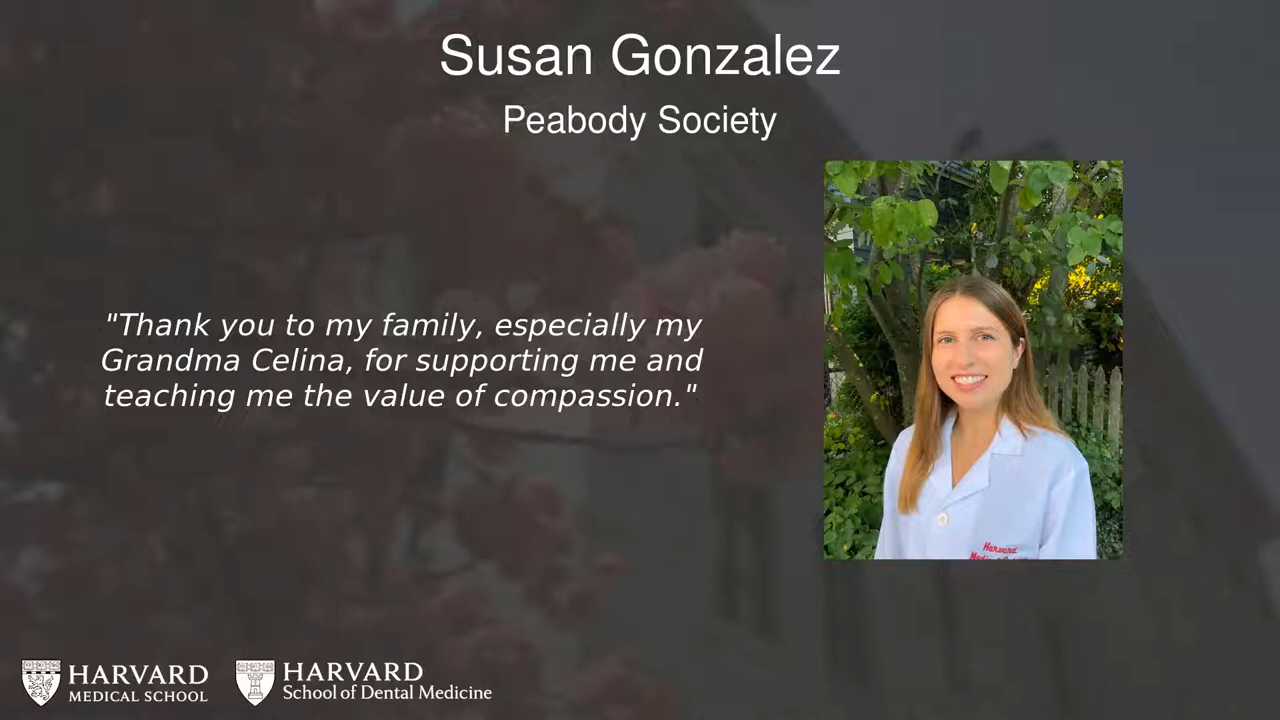 Susan Gonzalez
Peabody Society
"Thank you to my family, especially my
Grandma Celina, for supporting me and
teaching me the value of compassion."
Harvard
HARVARD
MEDICAL SCHOOL
HARVARD
School of Dental Medicine